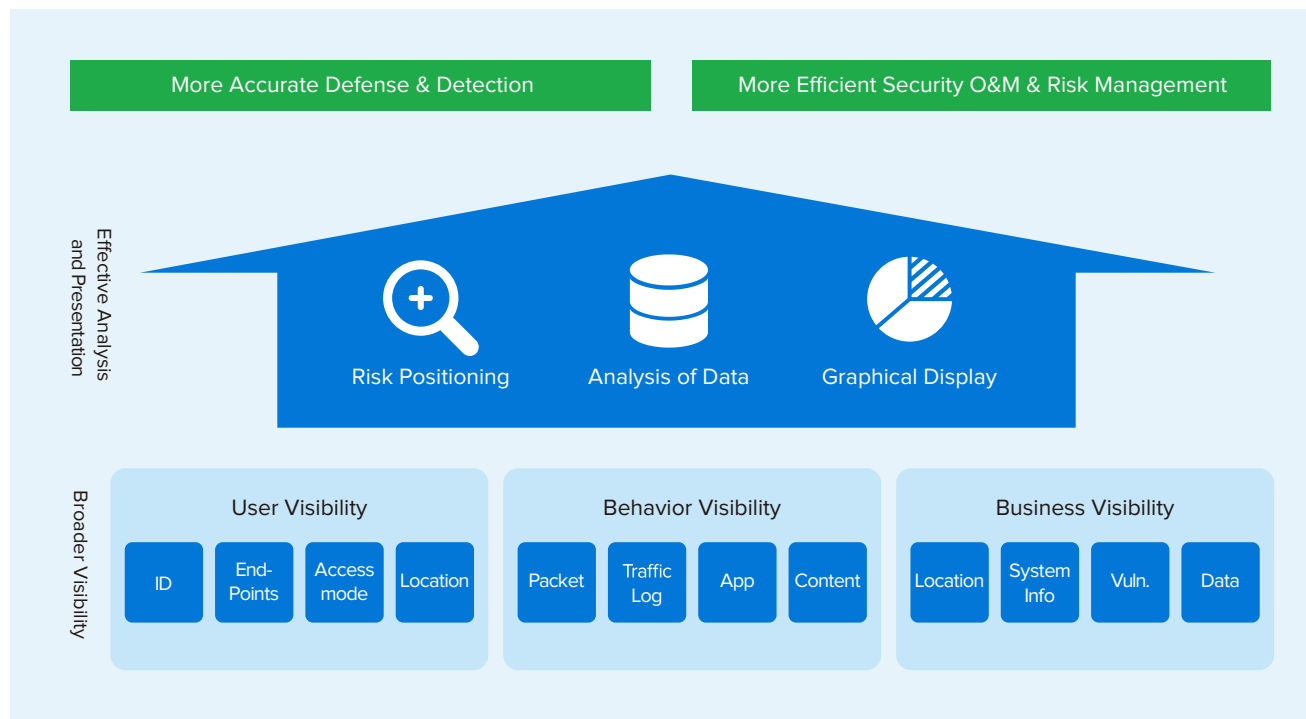 More Accurate Defense & Detection
More Efficient Security O&M & Risk Management
Effective Analysis
and Presentation
Risk Positioning
Analysis of Data
Graphical Display
Broader Visibility
User Visibility
ID
End-
Points
Access
mode
Location
Behavior Visibility
Packet
Traffic
Log
App
Content
Business Visibility
Location
System
Info
Vuln.
Data